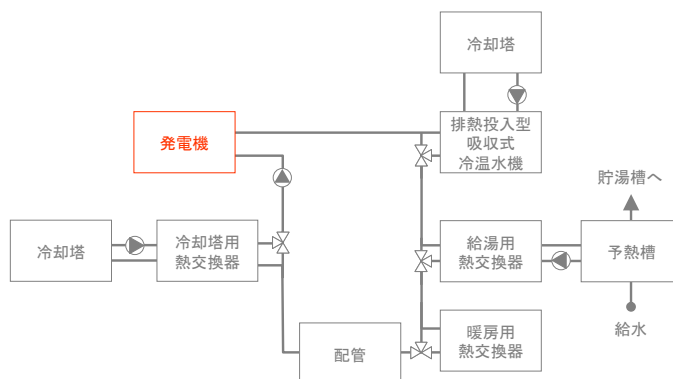 冷却塔
発電機
排熱投入型
吸収式
冷温水機
貯湯槽へ
冷却塔
冷却塔用
熱交換器
給湯用
熱交換器
予熱槽
配管
暖房用
熱交換器
給水